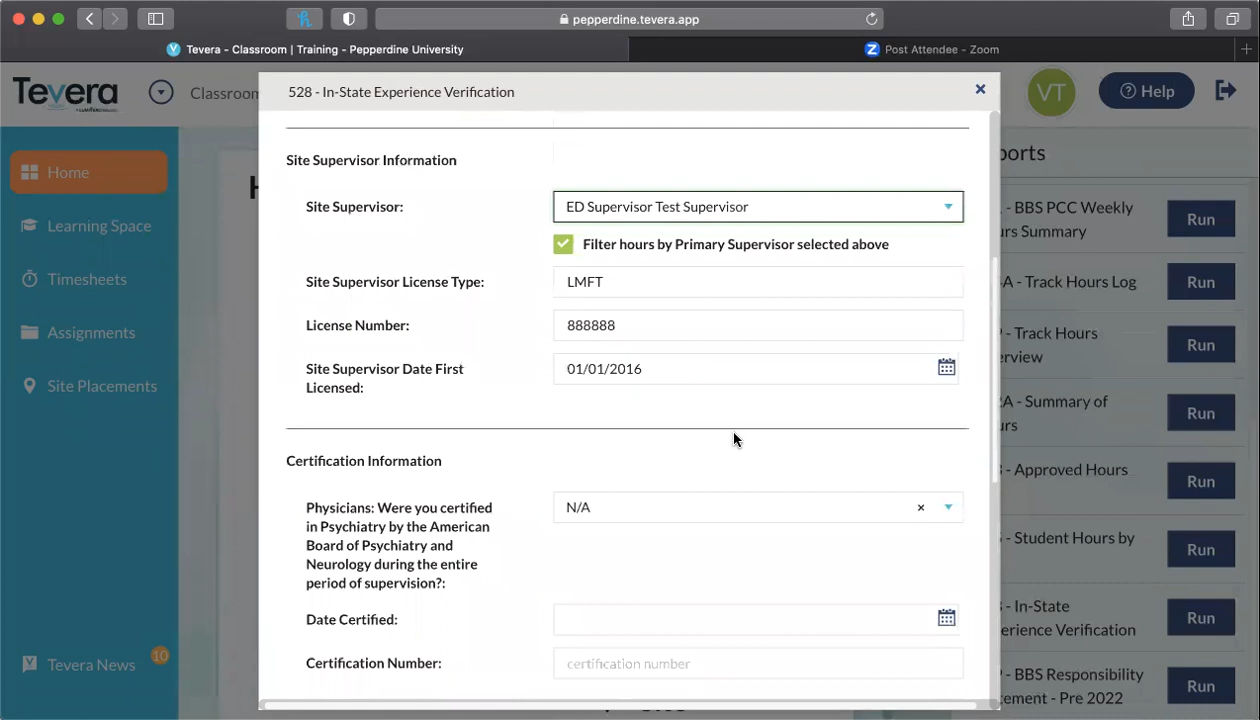 pepperdine.tevera.app
Tevera - Classroom | Training - Pepperdine University
Post Attendee - Zoom
Tevera
Classroom
528 - In-State Experience Verification
VT
Help
Home
Learning Space
Timesheets
Assignments
Site Placements
Tevera News
10
Site Supervisor Information
Site Supervisor:
ED Supervisor Test Supervisor
Filter hours by Primary Supervisor selected above
Site Supervisor License Type:
LMFT
License Number:
888888
Site Supervisor Date First
Licensed:
01/01/2016
Certification Information
Physicians: Were you certified
in Psychiatry by the American
Board of Psychiatry and
Neurology during the entire
period of supervision?:
N/A
Date Certified:
Certification Number:
certification number
ports
- BBS PCC Weekly
urs Summary
Run
A - Track Hours Log
Run
- Track Hours
erview
Run
A - Summary of
urs
Run
- Approved Hours
Run
- Student Hours by
Run
- In-State
erience Verification
Run
- BBS Responsibility
ement - Pre 2022
Run